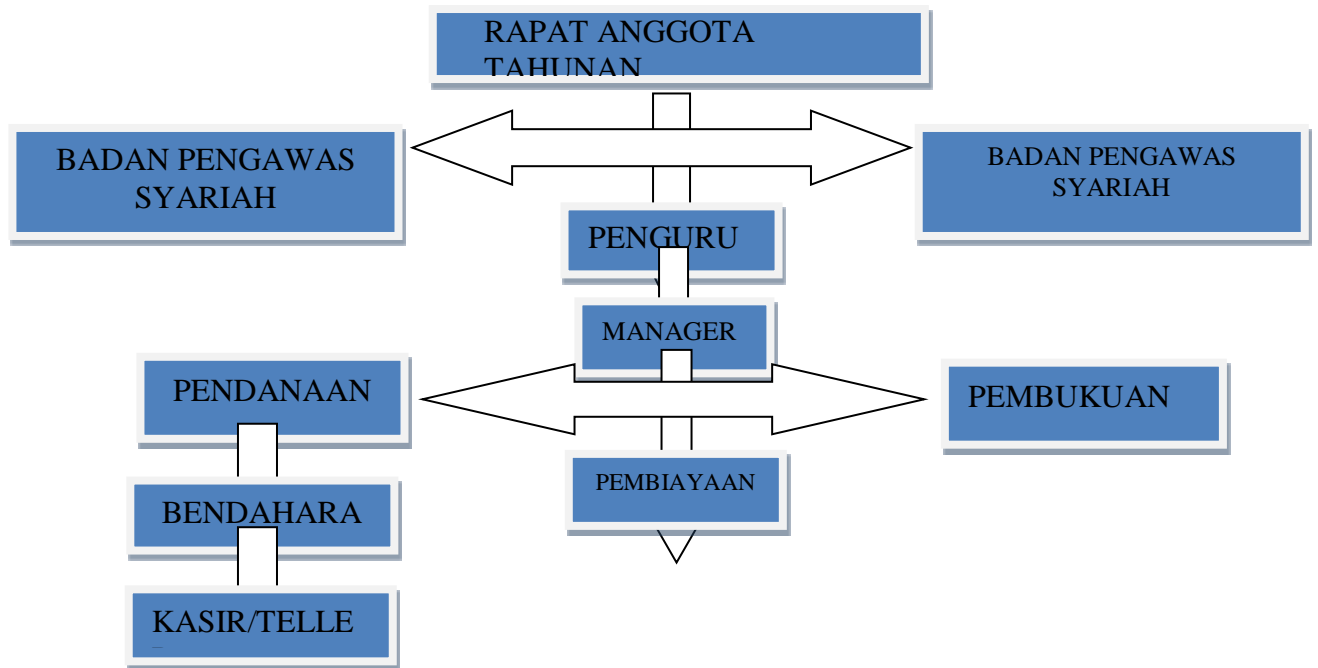 RAPAT ANGGOTA
TAHUNAN
BADAN PENGAWAS
SYARIAH
BADAN PENGAWAS
SYARIAH
PENGURU
MANAGER
PENDANAAN
PEMBUKUAN
PEMBIAYAAN
BENDAHARA
KASIR/TELLE